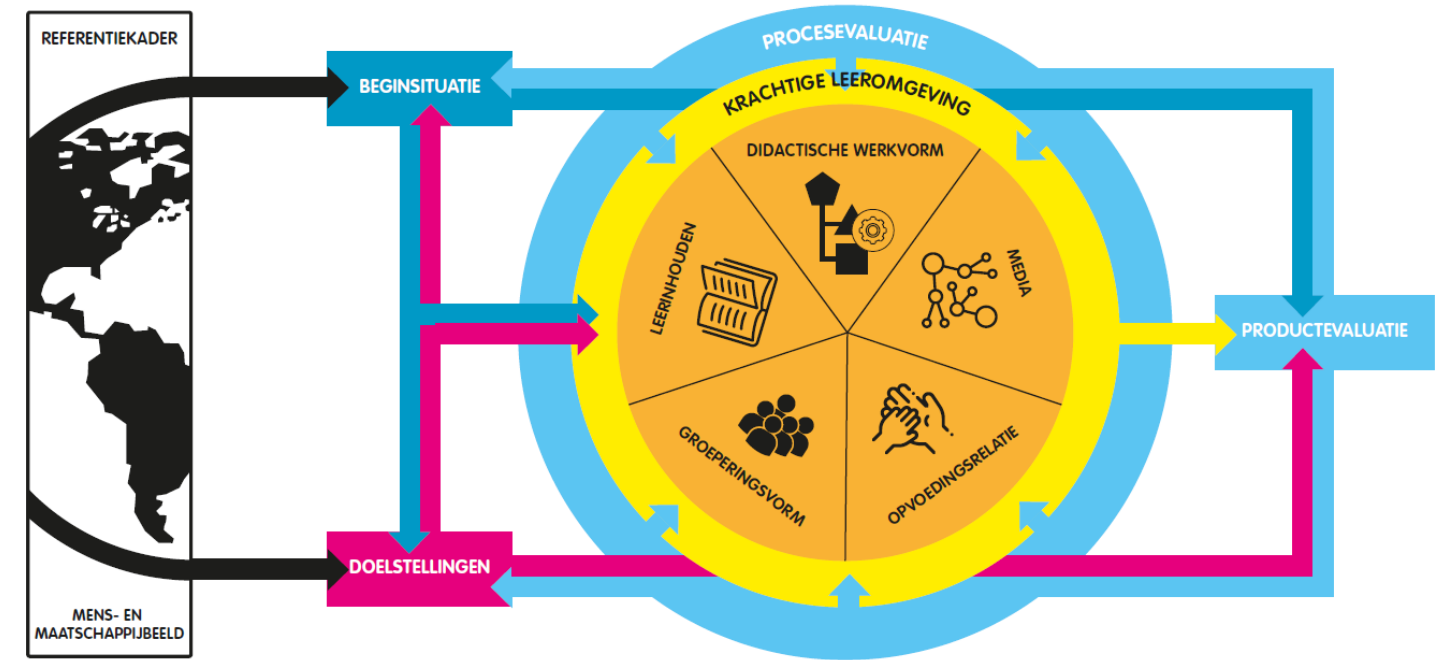 REFERENTIEKADER
MENS- EN
MAATSCHAPPIJBEELD
BEGINSITUATIE
DOELSTELLINGEN
PROCESEVALUATIE
KRACHTIGE LEEROMGEVING
DIDACTISCHE WERKVORM
LEERINHOUDEN
MEDIA
GROEPERINGSVORM
OPVOEDINGSRELATIE
PRODUCTEVALUATIE